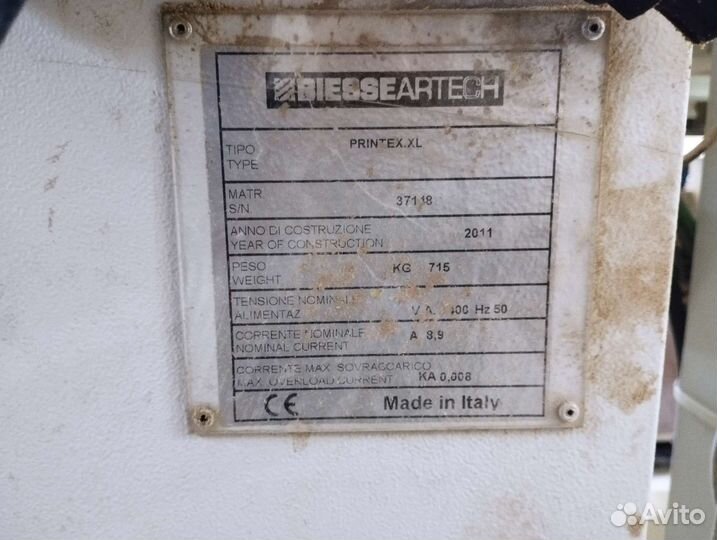 BIESSEARTECH
TIPO
TYPE
PRINTEX.XL
MATR.
S/N.
37118
ANNO DI COSTRUZIONE
YEAR OF CONSTRUCTION
2011
PESO
WEIGHT
KG 715
TENSIONE NOMINALE
ALIMENTAZ
Hz 50
CORRENTE NOMINALE
NOMINAL CURRENT
A 8,9
CORRENTE MAX. SOVRACCARICO
MAX. OVERLOAD CURRENT
KA 0,008
CE
Made in Italy
Avito